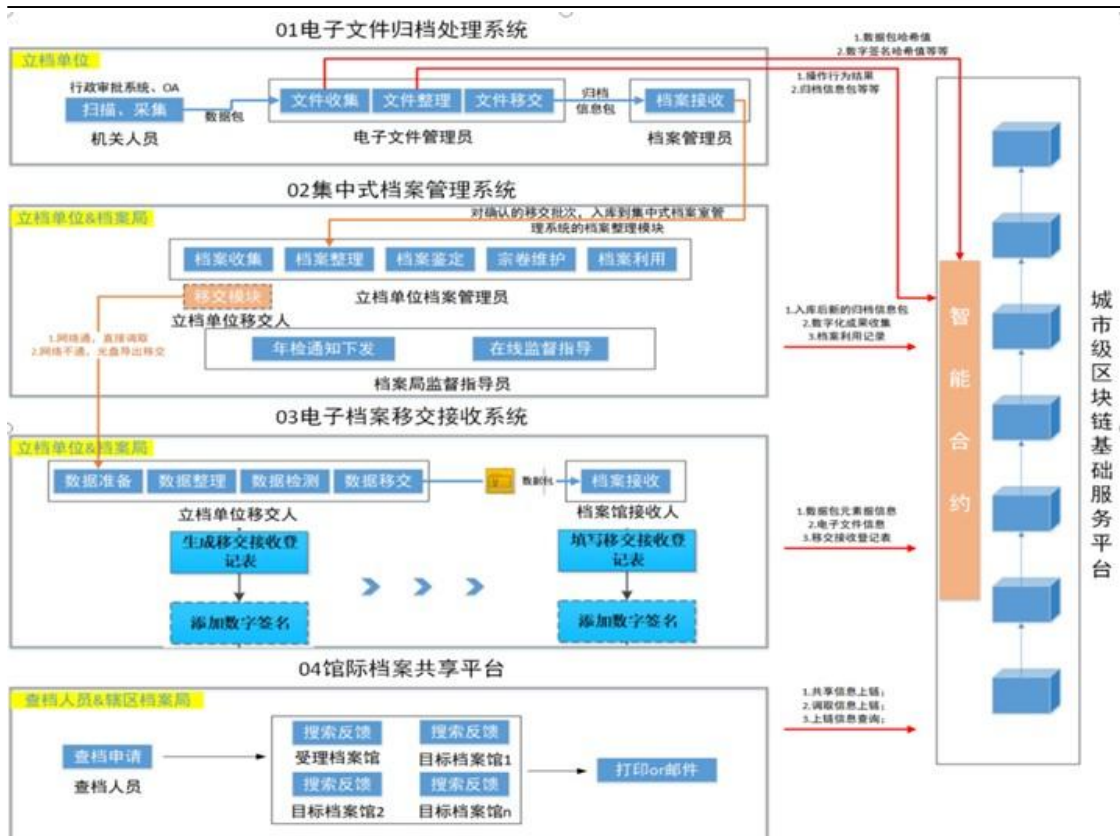 01电子文件归档处理系统
立档单位
行政审批系统、OA
扫描、采集
机关人员
数据包
文件收集
文件整理
文件移交
电子文件管理员
归档
信息包
档案接收
档案管理员
1.数据包哈希值
2.数字签名哈希值等等
1.操作行为结果
2.归档信息包等等
02集中式档案管理系统
立档单位&档案局
对确认的移交批次，入库到集中式档案室管
理系统的档案整理模块
档案收集
档案整理
档案鉴定
宗卷维护
档案利用
移交模块
立档单位档案管理员
立档单位移交人
1.网络通，直接调取
2.网络不通，光盘导出移交
年检通知下发
在线监督指导
档案局监督指导员
1.入库后新的归档信息包
2.数字化成果收集
3.档案利用记录
03电子档案移交接收系统
立档单位&档案局
数据准备
数据整理
数据检测
数据移交
数据包
档案接收
立档单位移交人
档案馆接收人
生成移交接收登
记表
填写移交接收登
记表
添加数字签名
添加数字签名
1.数据包元素据信息
2.电子文件信息
3.移交接收登记表
04馆际档案共享平台
查档人员&辖区档案局
查档申请
查档人员
搜索反馈
受理档案馆
搜索反馈
目标档案馆1
搜索反馈
目标档案馆2
搜索反馈
目标档案馆n
打印or邮件
1.共享信息上链；
2.调取信息上链；
3.上链信息查询；
智能合约
城市级区块链基础服务平台